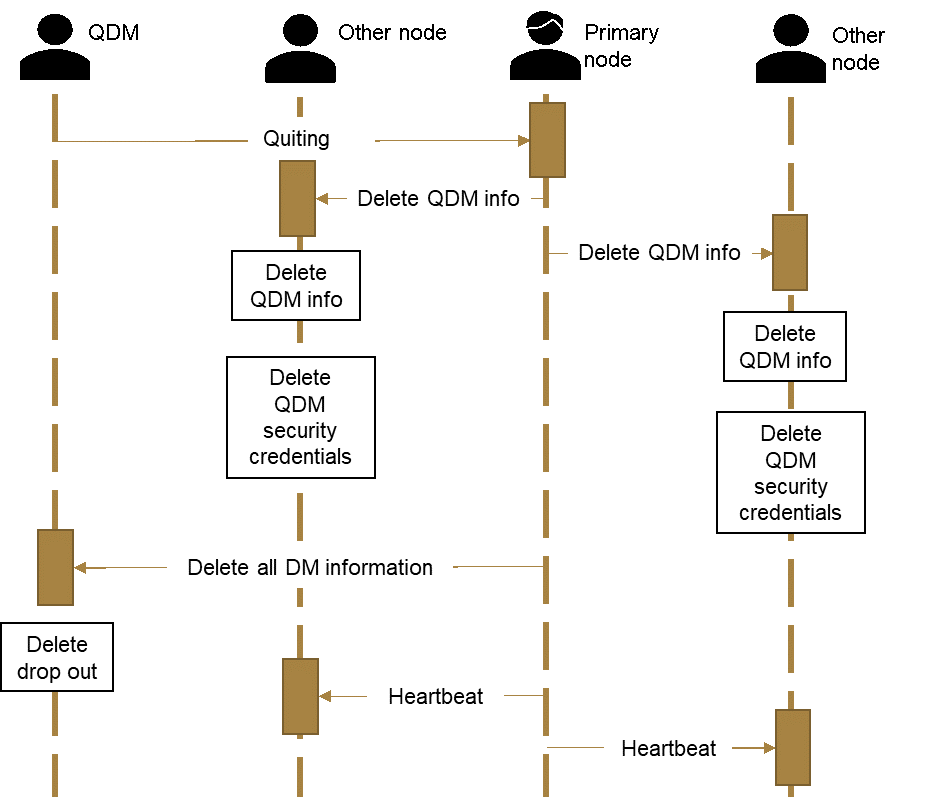 QDM
Other node
Primary
node
Other
node
Quiting
Delete QDM info
Delete QDM info
Delete
QDM info
Delete
QDM info
Delete
QDM
security
credentials
Delete
QDM
security
credentials
Delete all DM information
Delete
drop out
Heartbeat
Heartbeat